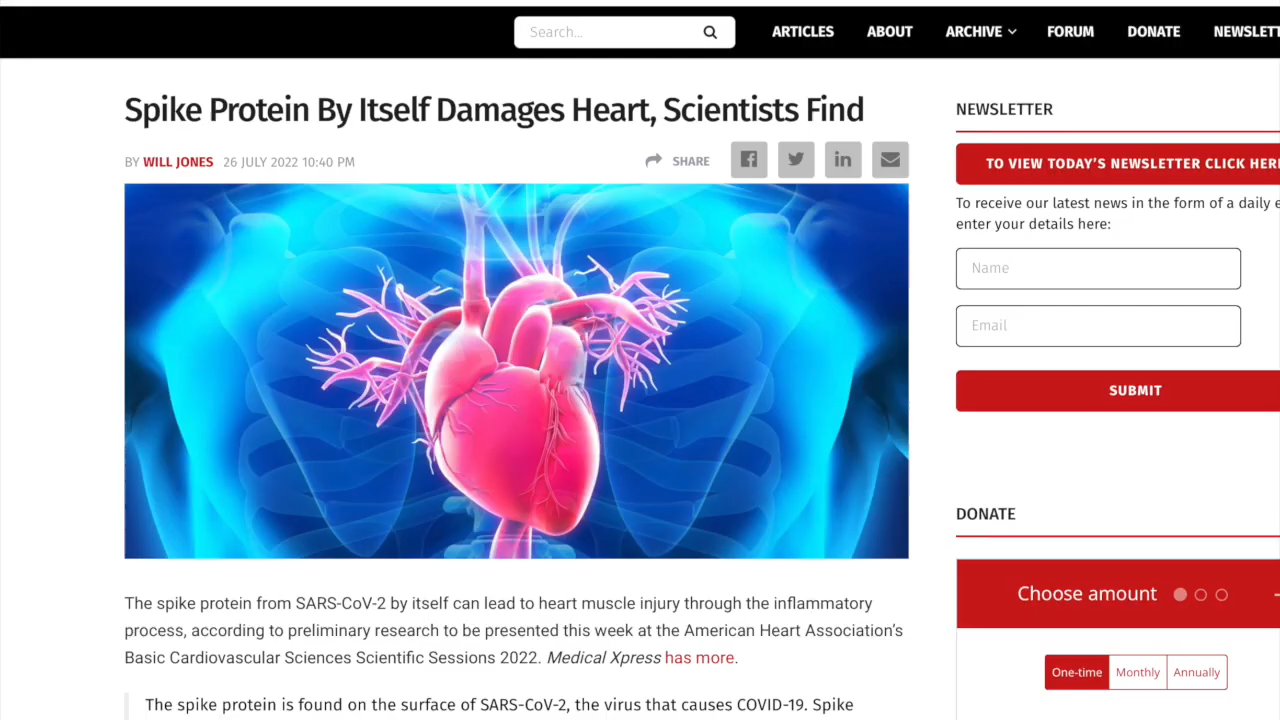 Search...
ARTICLES ABOUT ARCHIVE FORUM DONATE NEWSLETT
Spike Protein By Itself Damages Heart, Scientists Find
BY WILL JONES 26 JULY 2022 10:40 PM
SHARE
The spike protein from SARS-CoV-2 by itself can lead to heart muscle injury through the inflammatory
process, according to preliminary research to be presented this week at the American Heart Association's
Basic Cardiovascular Sciences Scientific Sessions 2022. Medical Xpress has more.
The spike protein is found on the surface of SARS-CoV-2, the virus that causes COVID-19. Spike
NEWSLETTER
TO VIEW TODAY'S NEWSLETTER CLICK HER
To receive our latest news in the form of a daily e
enter your details here:
Name
Email
SUBMIT
DONATE
Choose amount
One-time Monthly Annually